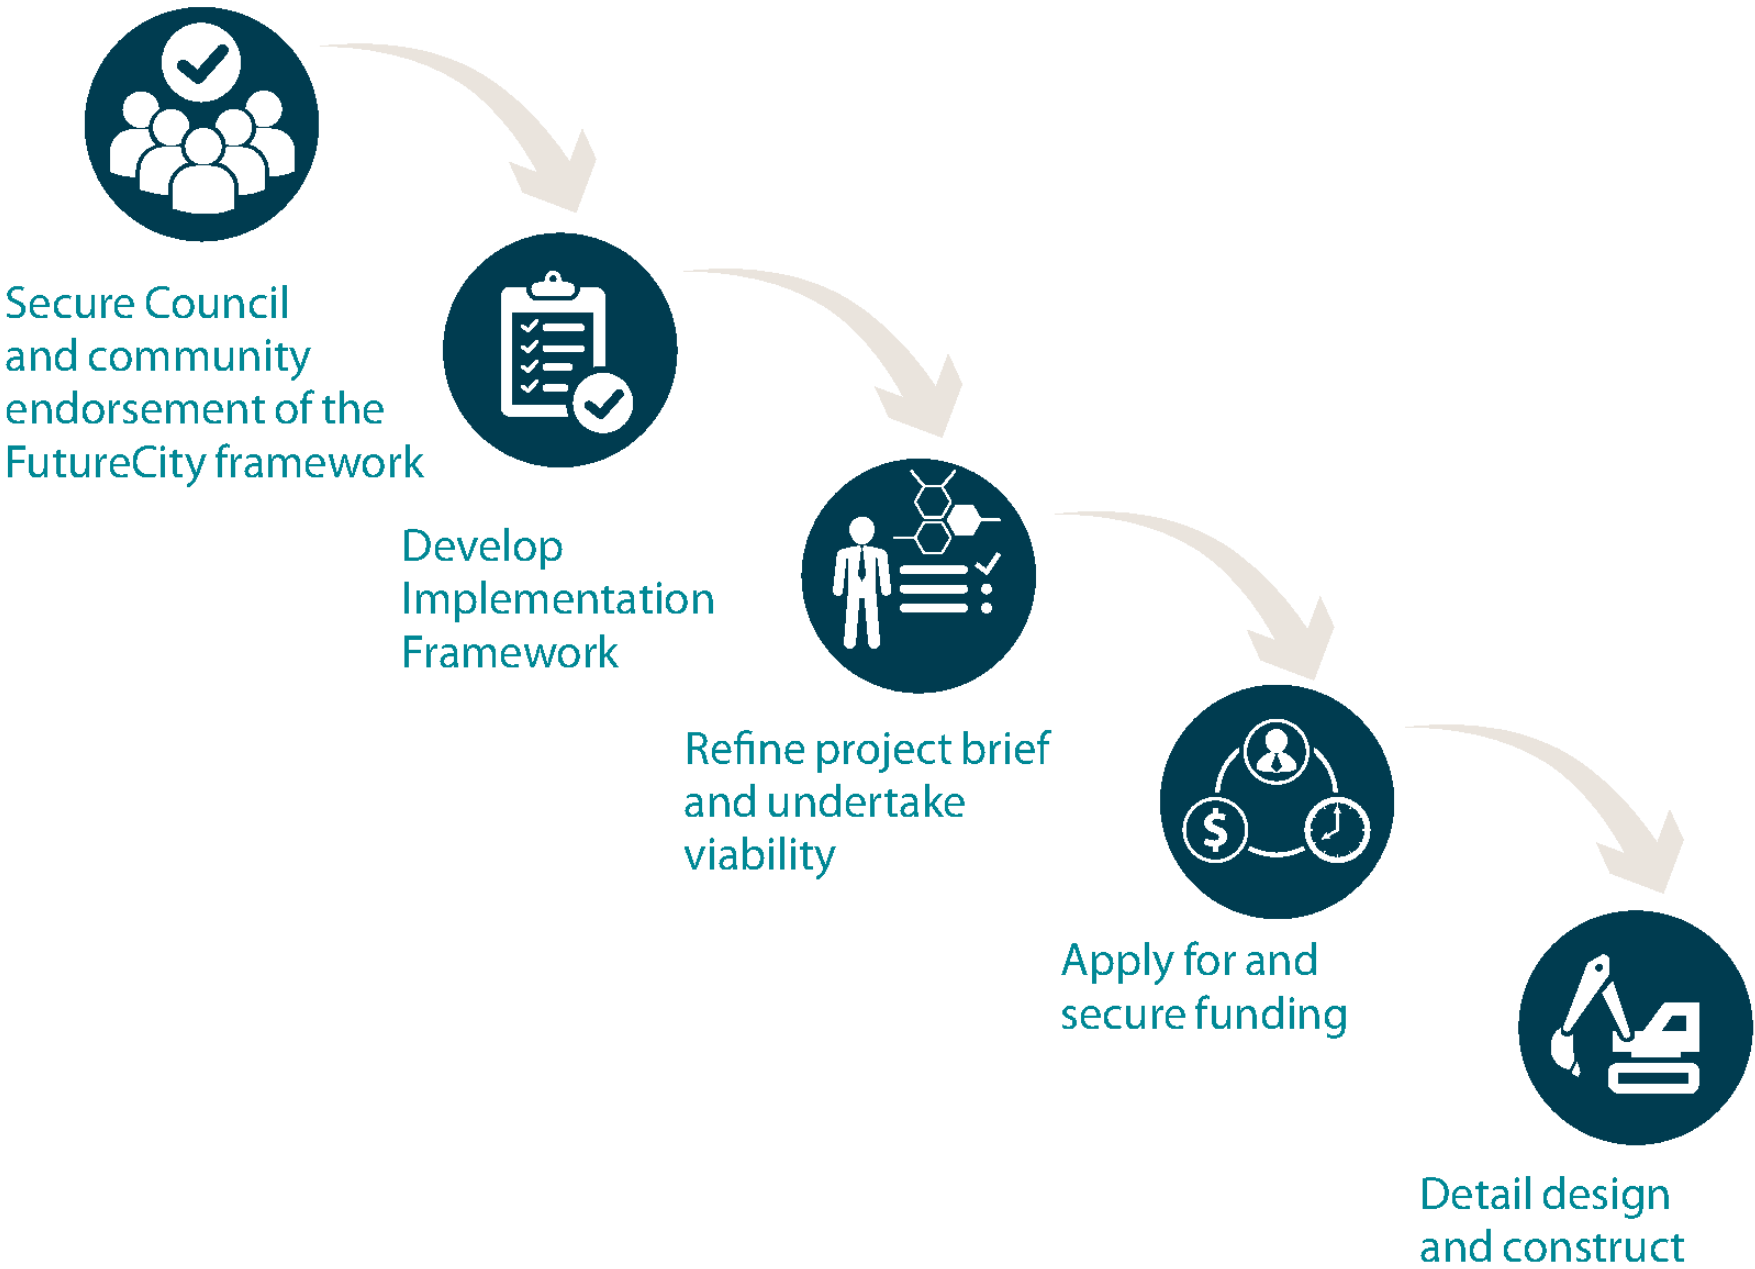 Secure Council
and community
endorsement of the
FutureCity framework
Develop
Implementation
Framework
Refine project brief
and undertake
viability
$
Apply for and
secure funding
Detail design
and construct